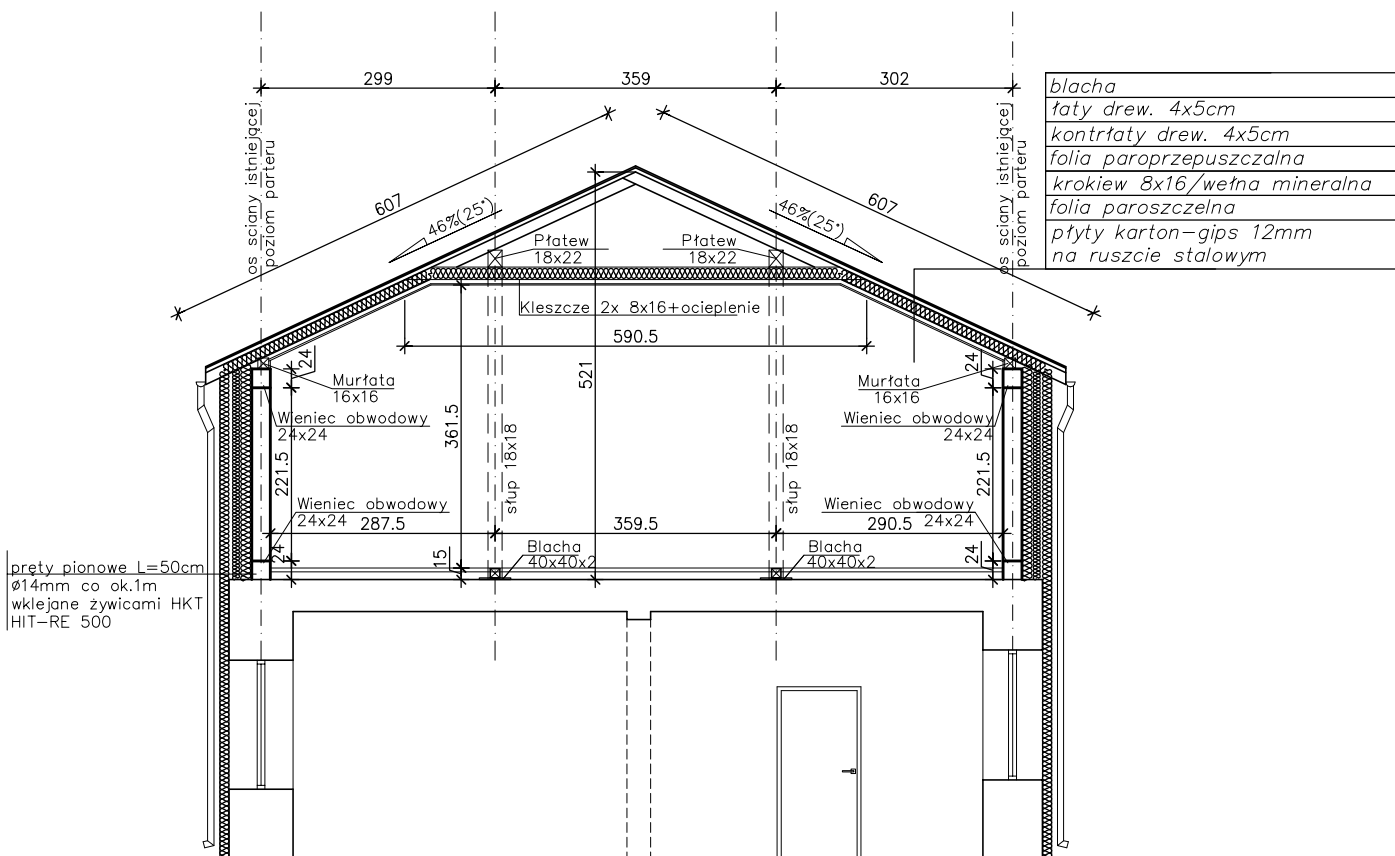 299
359
302
blacha
łaty drew. 4x5cm
kontrłaty drew. 4x5cm
folia paroprzepuszczalna
krokiew 8x16/wełna mineralna
folia paroszczelna
płyty karton-gips 12mm
na ruszcie stalowym
os sciany istniejącej
poziom parteru
os sciany istniejącej
poziom parteru
607
607
46%(25°)
46%(25°)
Płatew
18x22
Płatew
18x22
Kleszcze 2x 8x16+ocieplenie
590.5
521
24
24
Murłata
16x16
Murłata
16x16
Wieniec obwodowy
24x24
Wieniec obwodowy
24x24
361.5
221.5
221.5
słup 18x18
słup 18x18
Wieniec obwodowy
24x24
Wieniec obwodowy
24x24
287.5
359.5
290.5
24
15
24
Blacha
40x40x2
Blacha
40x40x2
pręty pionowe L=50cm
ø14mm co ok.1m
wklejane żywicami HKT
HIT-RE 500